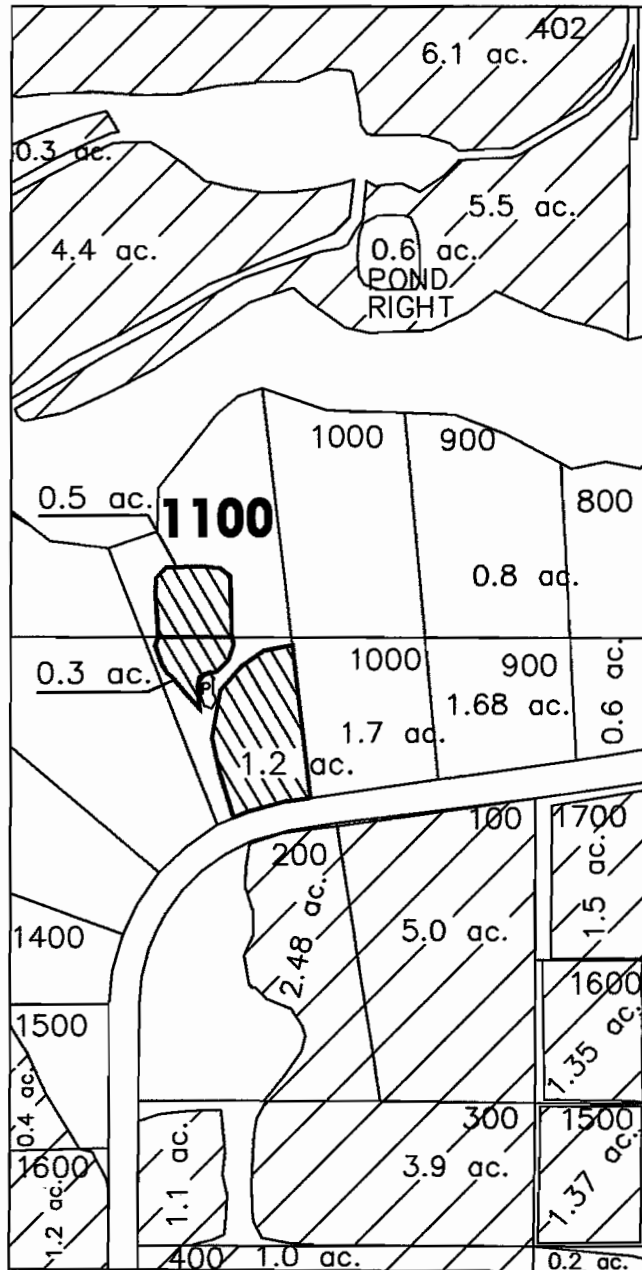 402
6.1 ac.
0.3 ac.
5.5 ac.
4.4 ac.
0.6 ac.
POND
RIGHT
1000
900
0.5 ac.
1100
800
0.8 ac.
1000
900
0.6 ac.
0.3 ac.
P
1.68 ac.
1.7 ac.
1.2 ac.
100
1700
200
1.5 ac.
2.48 ac.
5.0 ac.
1400
1600
1500
1.35 ac.
0.4 ac.
300
1500
1600
1.1 ac.
3.9 ac.
1.37 ac.
1.2 ac.
400
1.0 ac.
0.2 ac.